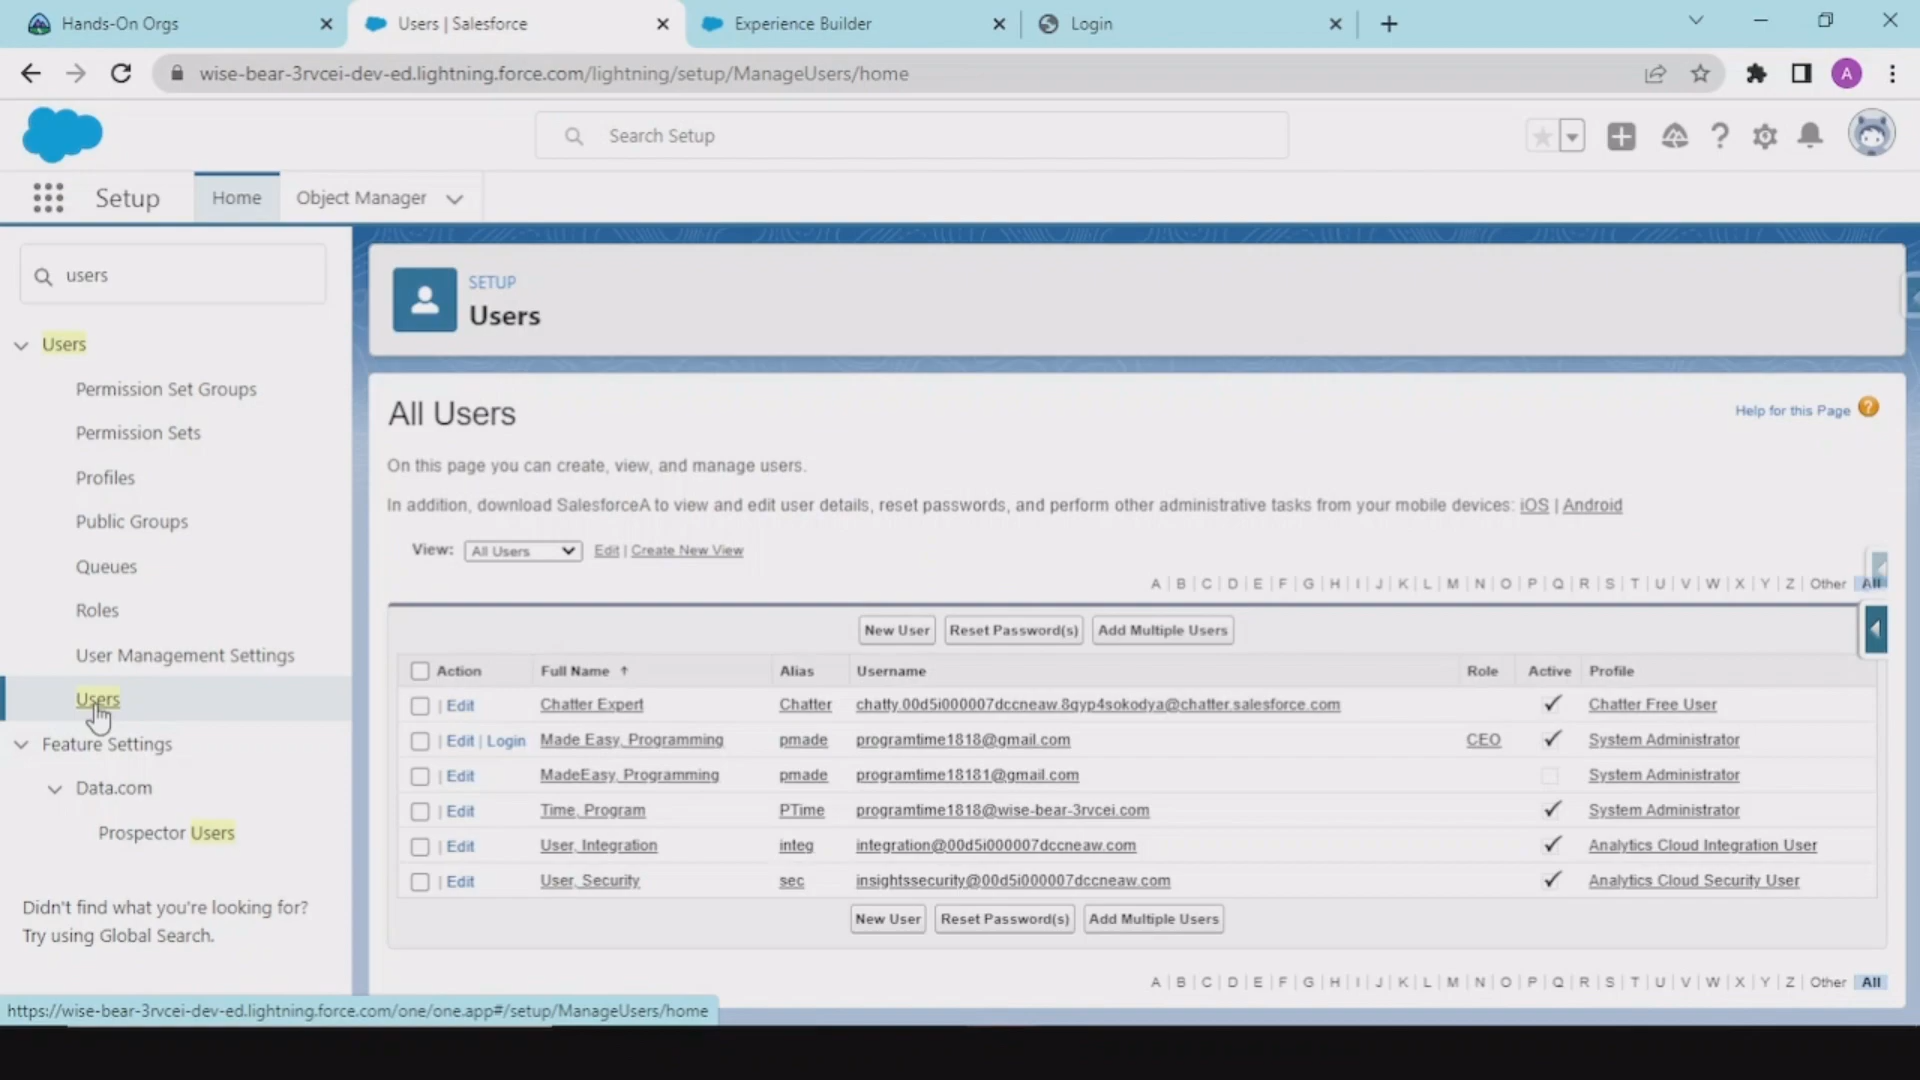 Hands-On Orgs
Users | Salesforce
Experience Builder
Login
wise-bear-3rvcei-dev-ed.lightning.force.com/lightning/setup/ManageUsers/home
A
Search Setup
Setup
Home
Object Manager
users
Users
Permission Set Groups
Permission Sets
Profiles
Public Groups
Queues
Roles
User Management Settings
Users
Feature Settings
Data.com
Prospector Users
Didn't find what you're looking for?
Try using Global Search.
SETUP
Users
All Users
Help for this Page ?
On this page you can create, view, and manage users.
In addition, download SalesforceA to view and edit user details, reset passwords, and perform other administrative tasks from your mobile devices: iOS | Android
View: All Users Edit | Create New View
A | B | C | D | E | F | G | H | I | J | K | L | M | N | O | P | Q | R | S | T | U | V | W | X | Y | Z | Other All
New User Reset Password(s) Add Multiple Users
Action Full Name ↑ Alias Username Role Active Profile
| Edit Chatter Expert Chatter chatty.00d5i000007dccneaw.8qyp4sokodya@chatter.salesforce.com Chatter Free User
| Edit | Login Made Easy, Programming pmade programtime1818@gmail.com CEO System Administrator
| Edit MadeEasy, Programming pmade programtime18181@gmail.com System Administrator
| Edit Time, Program PTime programtime1818@wise-bear-3rvcei.com System Administrator
| Edit User, Integration integ integration@00d5i000007dccneaw.com Analytics Cloud Integration User
| Edit User, Security sec insightssecurity@00d5i000007dccneaw.com Analytics Cloud Security User
New User Reset Password(s) Add Multiple Users
A | B | C | D | E | F | G | H | I | J | K | L | M | N | O | P | Q | R | S | T | U | V | W | X | Y | Z | Other All
https://wise-bear-3rvcei-dev-ed.lightning.force.com/one/one.app#/setup/ManageUsers/home